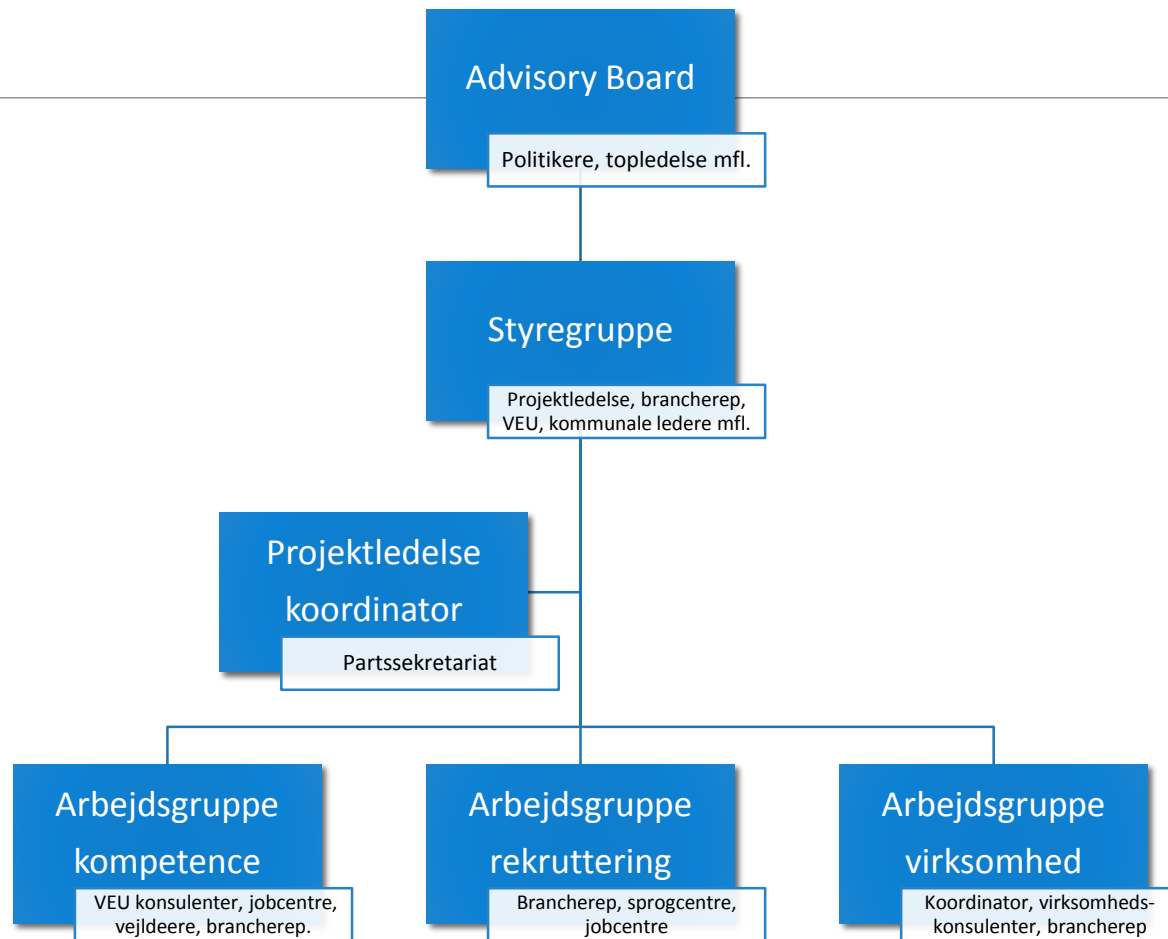 Advisory Board
Politikere, topledelse mfl.
Styregruppe
Projektledelse, brancherep,
VEU, kommunale ledere mfl.
Projektledelse
koordinator
Partssekretariat
Arbejdsgruppe
kompetence
VEU konsulenter, jobcentre,
vejldeere, brancherep.
Arbejdsgruppe
rekruttering
Brancherep, sprogcentre,
jobcentre
Arbejdsgruppe
virksomhed
Koordinator, virksomheds-
konsulenter, brancherep